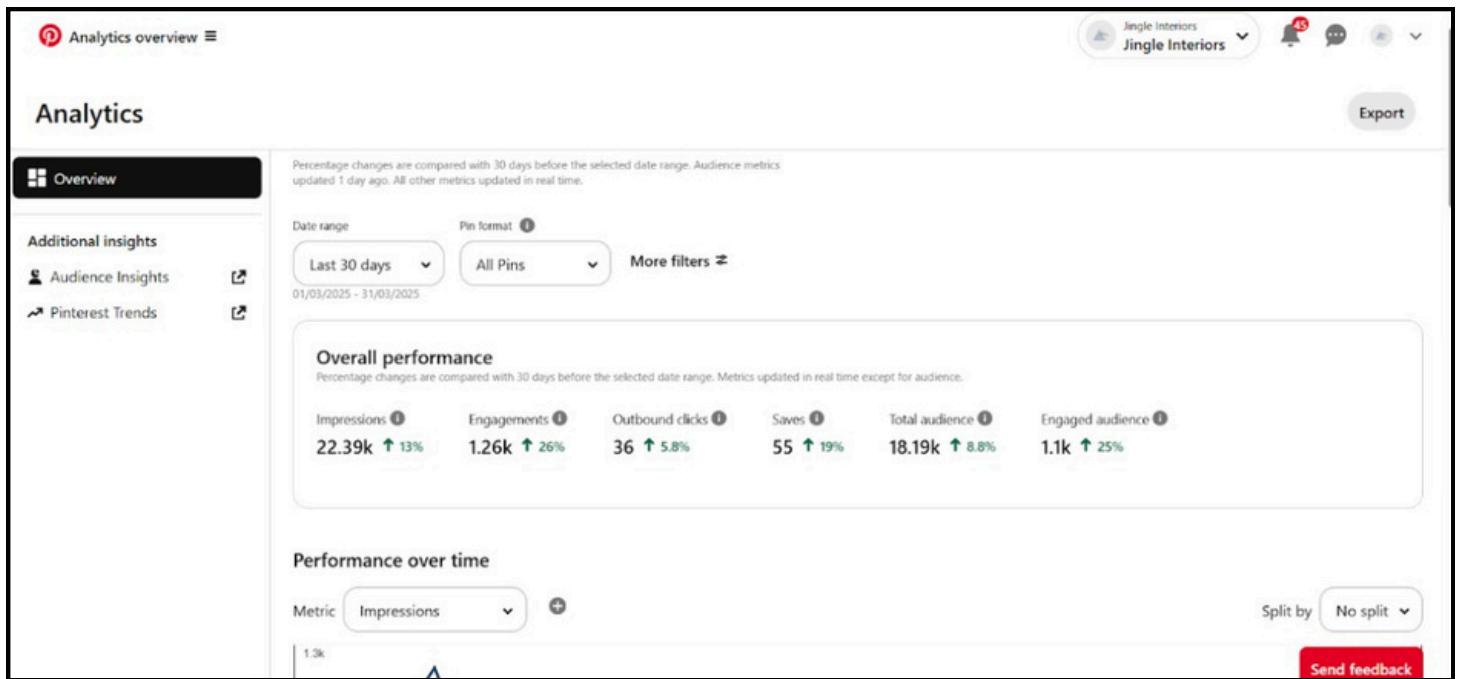 Analytics overview
Jingle Interiors
Jingle Interiors
45
Analytics
Export
Overview
Additional insights
Audience Insights
Pinterest Trends
Percentage changes are compared with 30 days before the selected date range. Audience metrics
updated 1 day ago. All other metrics updated in real time.
Date range
Pin format
Last 30 days
All Pins
More filters
01/03/2025 - 31/03/2025
Overall performance
Percentage changes are compared with 30 days before the selected date range. Metrics updated in real time except for audience.
Impressions Engagements Outbound clicks Saves Total audience Engaged audience
22.39k 13% 1.26k 26% 36 5.8% 55 19% 18.19k 8.8% 1.1k 25%
Performance over time
Metric Impressions
Split by No split
1.3k
Send feedback